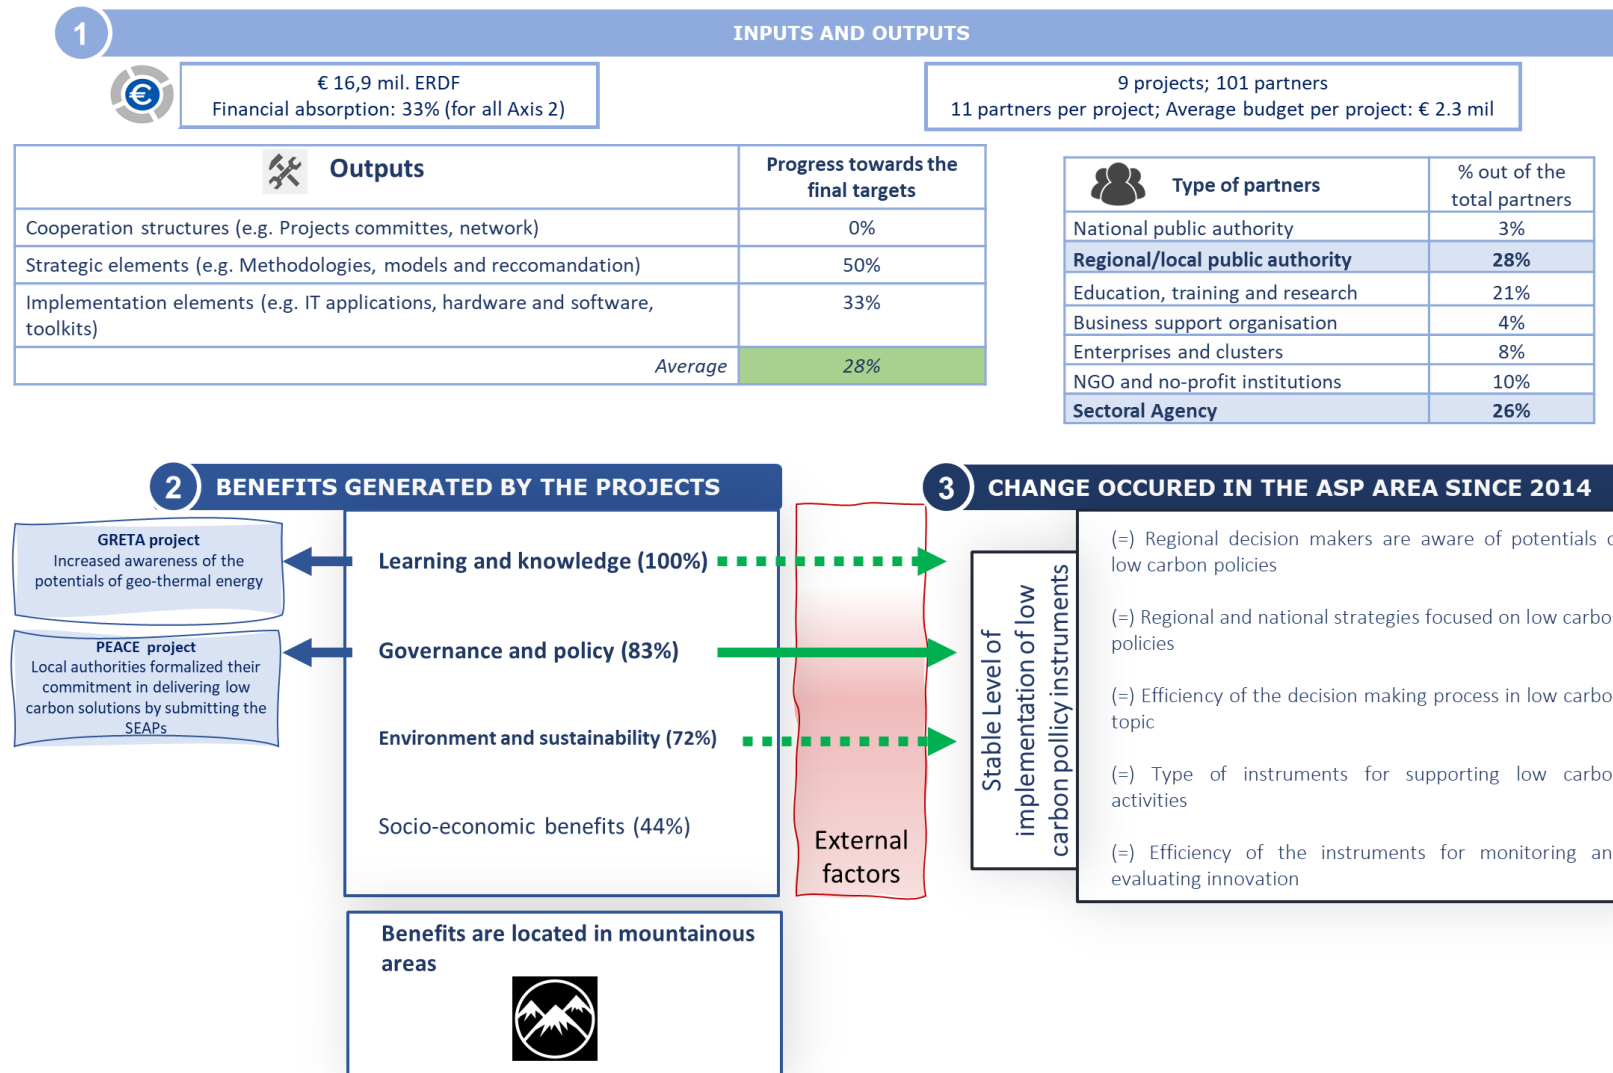 1
INPUTS AND OUTPUTS
€
€ 16,9 mil. ERDF
Financial absorption: 33% (for all Axis 2)
9 projects; 101 partners
11 partners per project; Average budget per project: € 2.3 mil
Outputs
Progress towards the
final targets
Cooperation structures (e.g. Projects committes, network)
0%
Strategic elements (e.g. Methodologies, models and reccomandation)
50%
Implementation elements (e.g. IT applications, hardware and software,
toolkits)
33%
Average
28%
Type of partners
% out of the
total partners
National public authority
3%
Regional/local public authority
28%
Education, training and research
21%
Business support organisation
4%
Enterprises and clusters
8%
NGO and no-profit institutions
10%
Sectoral Agency
26%
2
BENEFITS GENERATED BY THE PROJECTS
GRETA project
Increased awareness of the
potentials of geo-thermal energy
PEACE project
Local authorities formalized their
commitment in delivering low
carbon solutions by submitting the
SEAPs
Learning and knowledge (100%)
Governance and policy (83%)
Environment and sustainability (72%)
Socio-economic benefits (44%)
Benefits are located in mountainous
areas
External
factors
3
CHANGE OCCURED IN THE ASP AREA SINCE 2014
Stable Level of
implementation of low
carbon pollicy instruments
(=) Regional decision makers are aware of potentials
low carbon policies
(=) Regional and national strategies focused on low carbo
policies
(=) Efficiency of the decision making process in low carbo
topic
(=) Type of instruments for supporting low carbo
activities
(=) Efficiency of the instruments for monitoring an
evaluating innovation